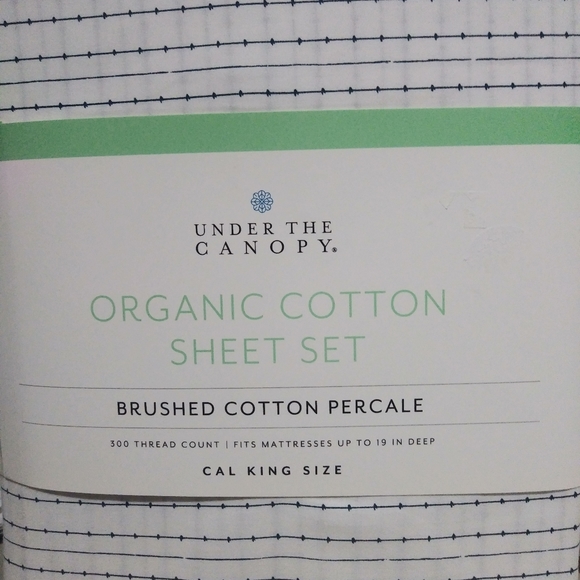 UNDER THE
CANOPY®
ORGANIC COTTON
SHEET SET
BRUSHED COTTON PERCALE
300 THREAD COUNT | FITS MATTRESSES UP TO 19 IN DEEP
CAL KING SIZE